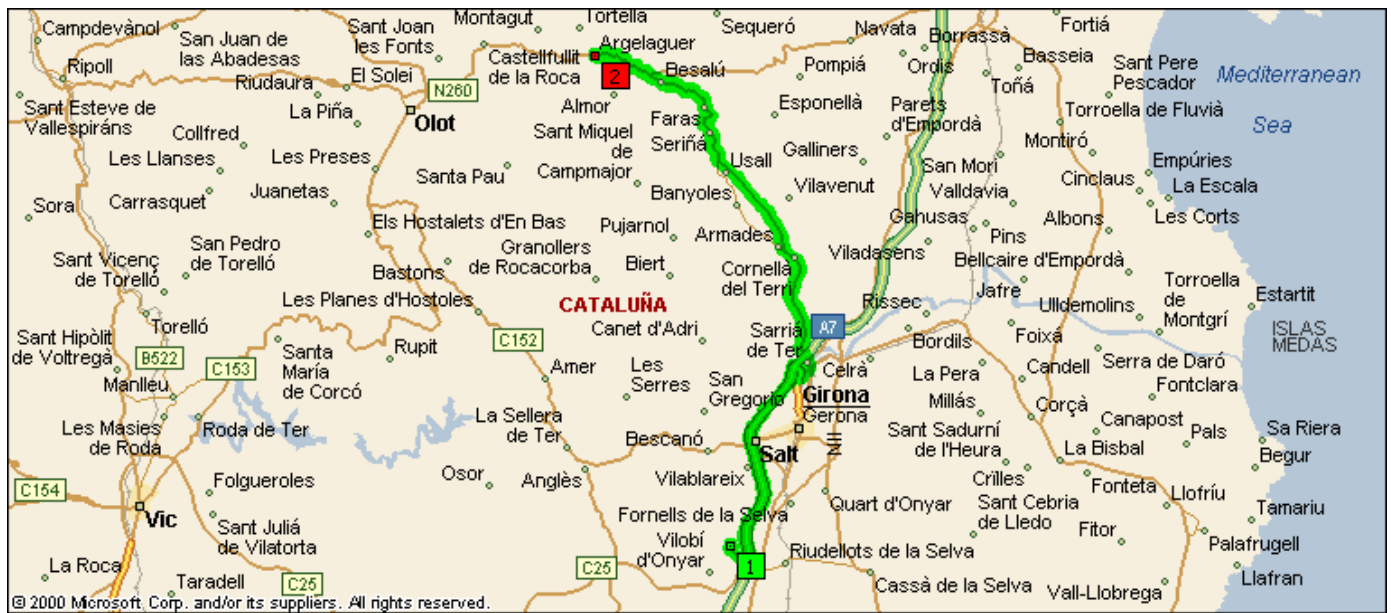 Campdevànol
San Juan de
las Abadesas
Sant Joan
les Fonts
Montagut
Tortella
Sequeró
Navata
Borrassà
Fortiá
Ripoll
Riudaura
El Solei
Castellfullit
de la Roca
Argelaguer
Besalú
Pompiá
Ordis
Basseia
Sant Pere
Pescador
Mediterranean
Sea
Sant Esteve de
Vallespiráns
La Piña
N260
Olot
2
Almor
Faras
Esponellà
Parets
d'Empordà
Toñá
Torroella de Fluvià
Collfred
Les Llanses
Les Preses
Sant Miquel
de
Campmajor
Seriñá
Usall
Galliners
San Mori
Montiró
Empúries
La Escala
Carrasquet
Juanetas
Santa Pau
Banyoles
Vilavenut
Valldavia
Cinclaus
Les Corts
Sora
Els Hostalets d'En Bas
Pujarnol
Armades
Gahusas
Viladasens
Pins
Albons
San Pedro
de Torelló
Granollers
de Rocacorba
Biert
Cornellà
del Terri
Bellcaire d'Empordà
Sant Vicenç
de Torelló
Bastons
Les Planes d'Hostoles
CATALUÑA
Rissec
Jafre
Ulldemolins
Torroella
de
Montgrí
Estartit
Torelló
Canet d'Adri
Sarriá
de Ter
A7
Bordils
Foixá
ISLAS
MEDAS
Sant Hipòlit
de Voltregà
B522
Santa
María
de Corcó
Rupit
C152
C153
Amer
Les
Serres
San
Gregorio
Celrà
La Pera
Candell
Serra de Daró
Fontclara
Manlleu
Girona
Gerona
Millás
Corçà
Canapost
Les Masies
de Roda
Roda de Ter
La Sellera
de Ter
Bescanó
Salt
NII
Sant Sadurní
de l'Heura
La Bisbal
Pals
Sa Riera
Begur
C154
Folgueroles
Osor
Anglès
Vilablareix
Crilles
Fonteta
Llofríu
Vic
Sant Juliá
de Vilatorta
Fornells de la Selva
Quart d'Onyar
Sant Cebria
de Lledo
Fitor
Tamariu
Palafrugell
La Roca
Taradell
C25
C25
Vilobí
d'Onyar
1
Riudellots de la Selva
Cassà de la Selva
Vall-Llobrega
Llafran
© 2000 Microsoft Corp. and/or its suppliers. All rights reserved.